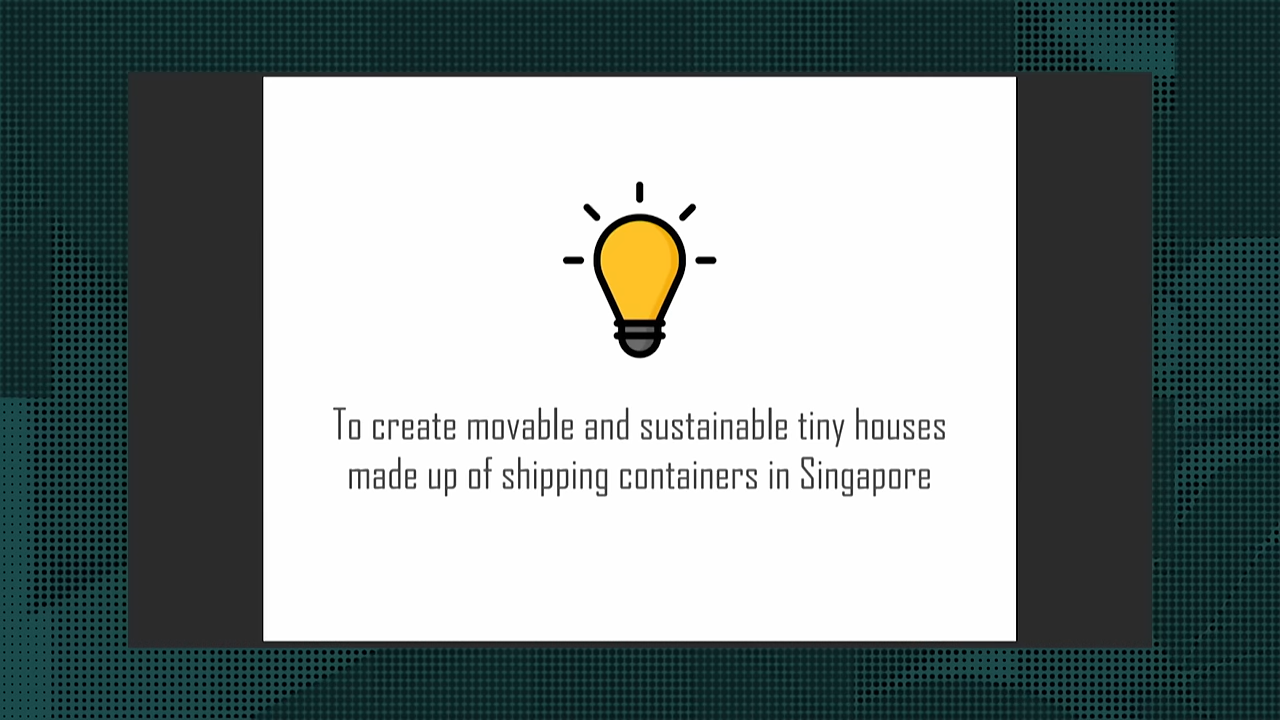 To create movable and sustainable tiny houses
made up of shipping containers in Singapore